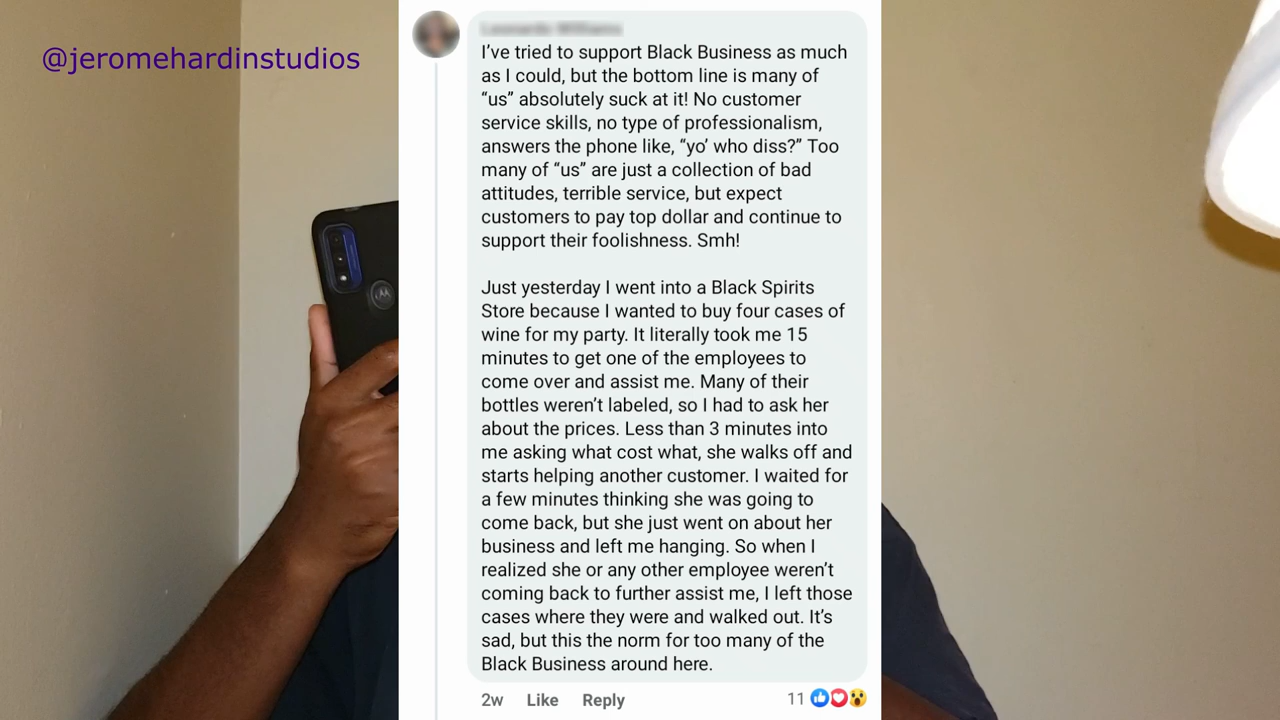 @jeromehardinstudios
I’ve tried to support Black Business as much
as I could, but the bottom line is many of
“us” absolutely suck at it! No customer
service skills, no type of professionalism,
answers the phone like, “yo’ who diss?” Too
many of “us” are just a collection of bad
attitudes, terrible service, but expect
customers to pay top dollar and continue to
support their foolishness. Smh!
Just yesterday I went into a Black Spirits
Store because I wanted to buy four cases of
wine for my party. It literally took me 15
minutes to get one of the employees to
come over and assist me. Many of their
bottles weren’t labeled, so I had to ask her
about the prices. Less than 3 minutes into
me asking what cost what, she walks off and
starts helping another customer. I waited for
a few minutes thinking she was going to
come back, but she just went on about her
business and left me hanging. So when I
realized she or any other employee weren’t
coming back to further assist me, I left those
cases where they were and walked out. It’s
sad, but this the norm for too many of the
Black Business around here.
2w Like Reply 11